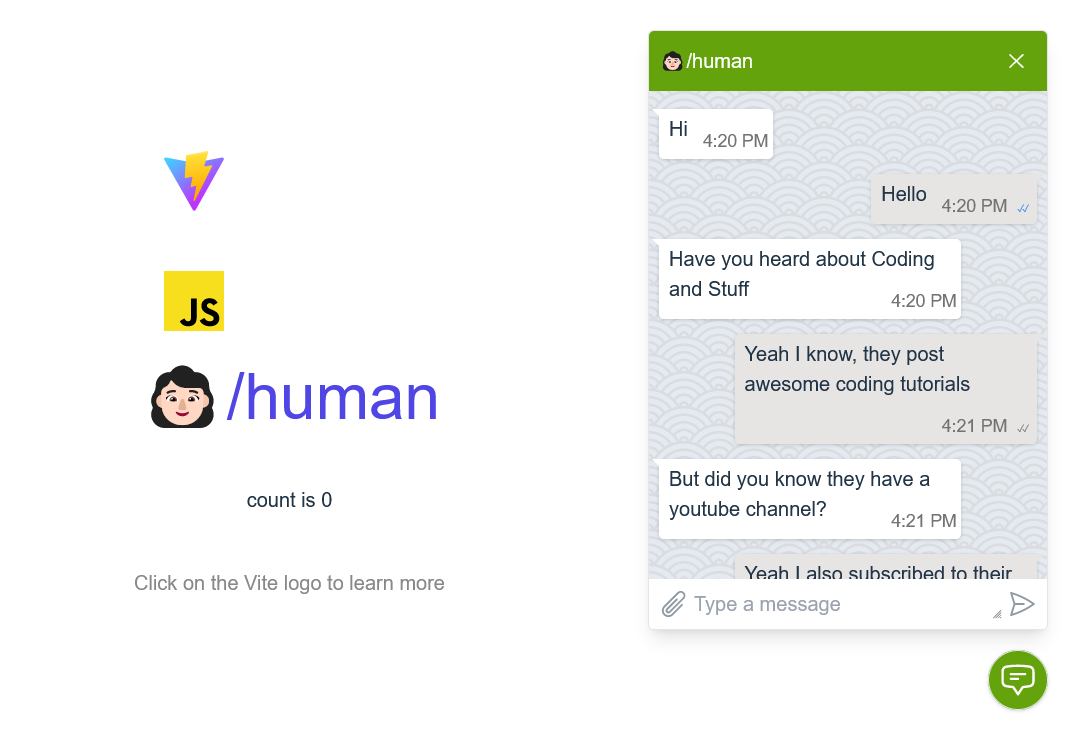 JS
/human
count is 0
Click on the Vite logo to learn more
/human
Hi
4:20 PM
Hello
4:20 PM
Have you heard about Coding
and Stuff
4:20 PM
Yeah I know, they post
awesome coding tutorials
4:21 PM
But did you know they have a
youtube channel?
4:21 PM
Yeah I also subscribed to their
Type a message